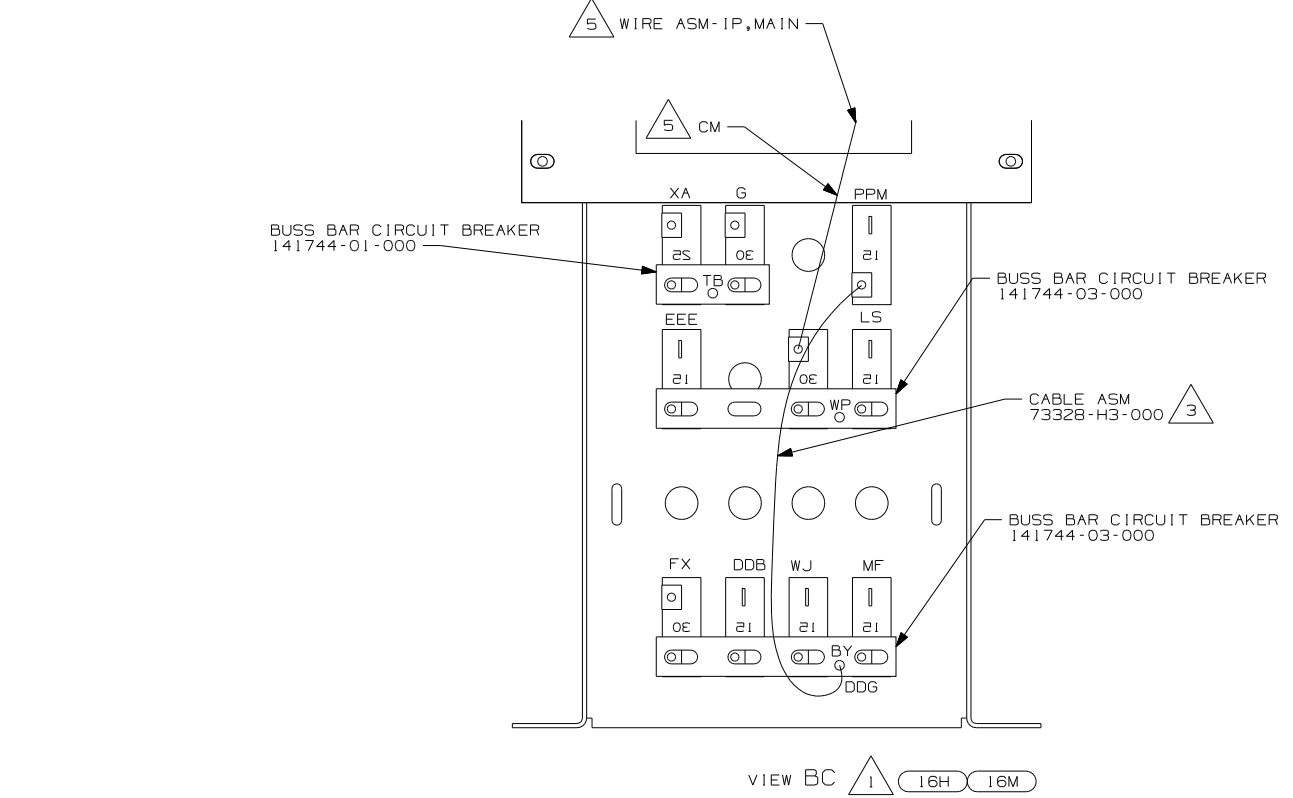 5 WIRE ASM-IP,MAIN
5 CM
XA G PPM
BUSS BAR CIRCUIT BREAKER
141744-01-000
25 30 15
TB
BUSS BAR CIRCUIT BREAKER
141744-03-000
EEE LS
15 30 15
WP
CABLE ASM
73328-H3-000 3
BUSS BAR CIRCUIT BREAKER
141744-03-000
FX DDB WJ MF
30 15 15 15
BY
DDG
VIEW BC 1 16H 16M